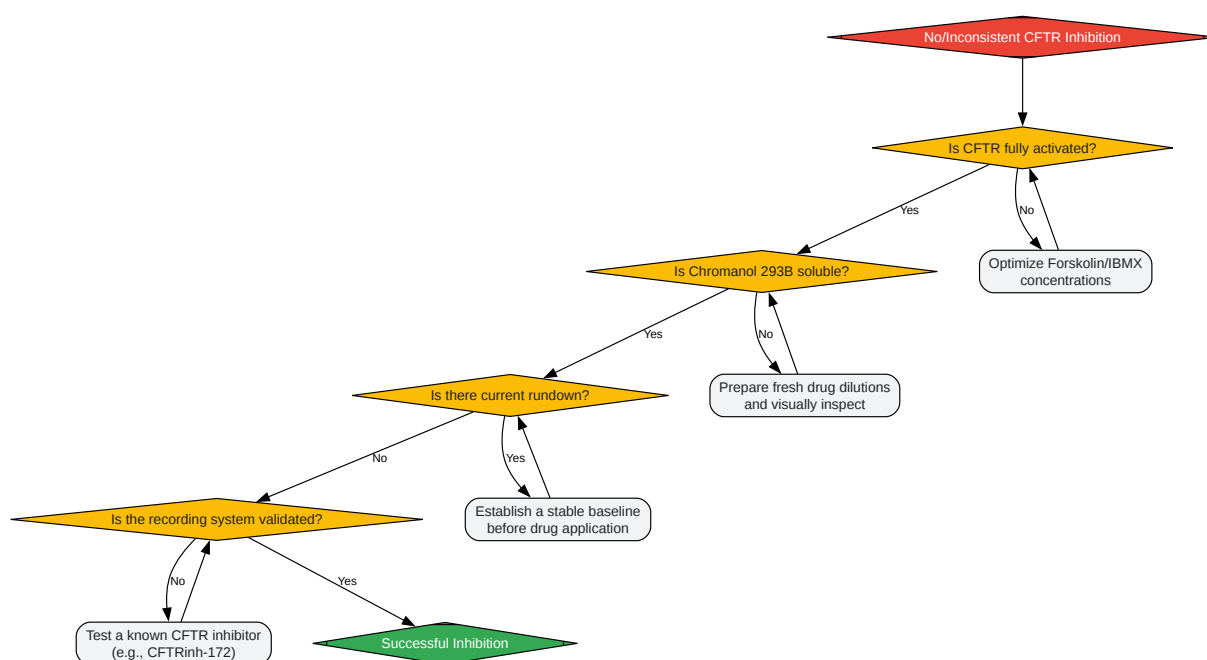 No/Inconsistent CFTR Inhibition
Is CFTR fully activated?
Yes
No
Optimize Forskolin/IBMX
concentrations
Is Chromanol 293B soluble?
Yes
No
Prepare fresh drug dilutions
and visually inspect
Is there current rundown?
No
Yes
Establish a stable baseline
before drug application
Is the recording system validated?
No
Yes
Test a known CFTR inhibitor
(e.g., CFTRinh-172)
Successful Inhibition